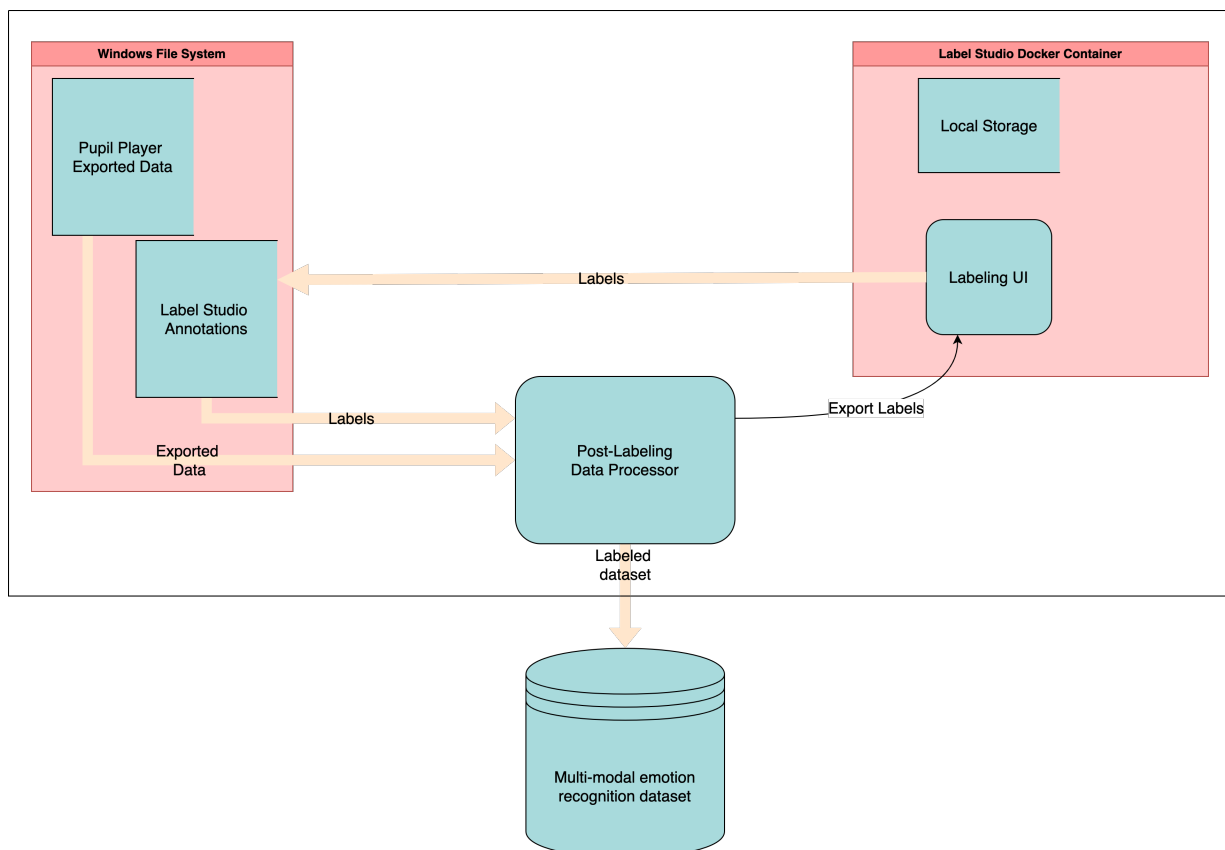 Windows File System
Label Studio Docker Container
Pupil Player
Exported Data
Local Storage
Label Studio
Annotations
Labels
Labeling UI
Labels
Export Labels
Exported
Data
Post-Labeling
Data Processor
Labeled
dataset
Multi-modal emotion
recognition dataset